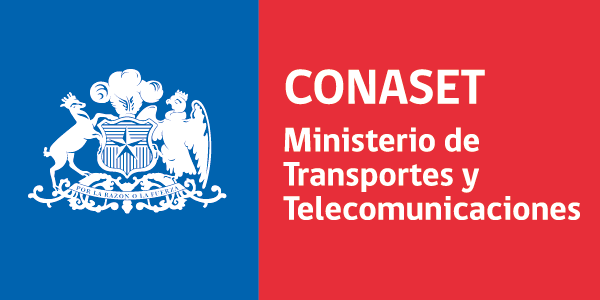 POR LA RAZON O LA FUERZA
CONASET
Ministerio de
Transportes y
Telecomunicaciones